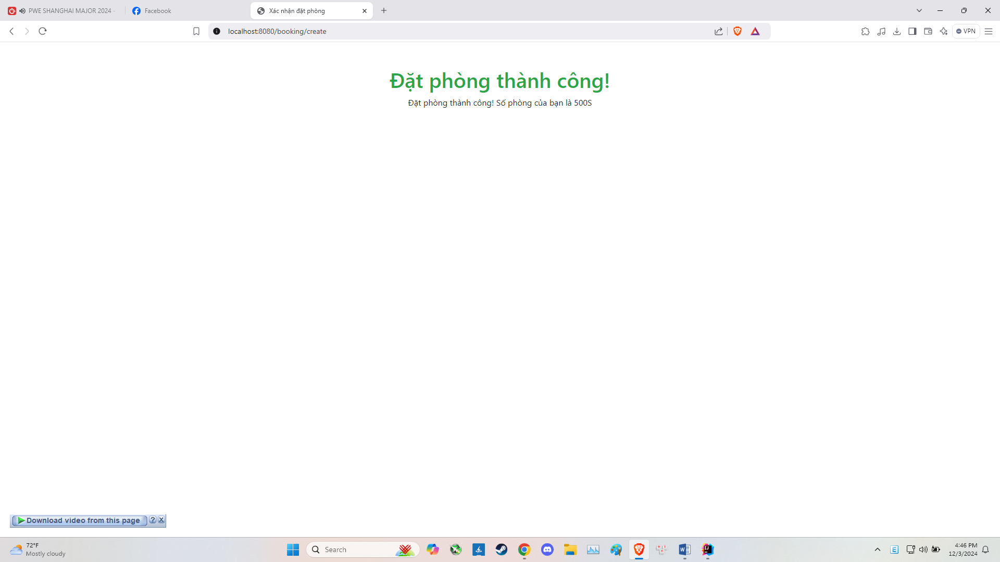 PWE SHANGHAI MAJOR 2024 -
Facebook
Xác nhận đặt phòng
localhost:8080/booking/create
VPN
Đặt phòng thành công!
Đặt phòng thành công! Số phòng của bạn là 500S
Download video from this page
72°F
Mostly cloudy
Search
4:46 PM
12/3/2024